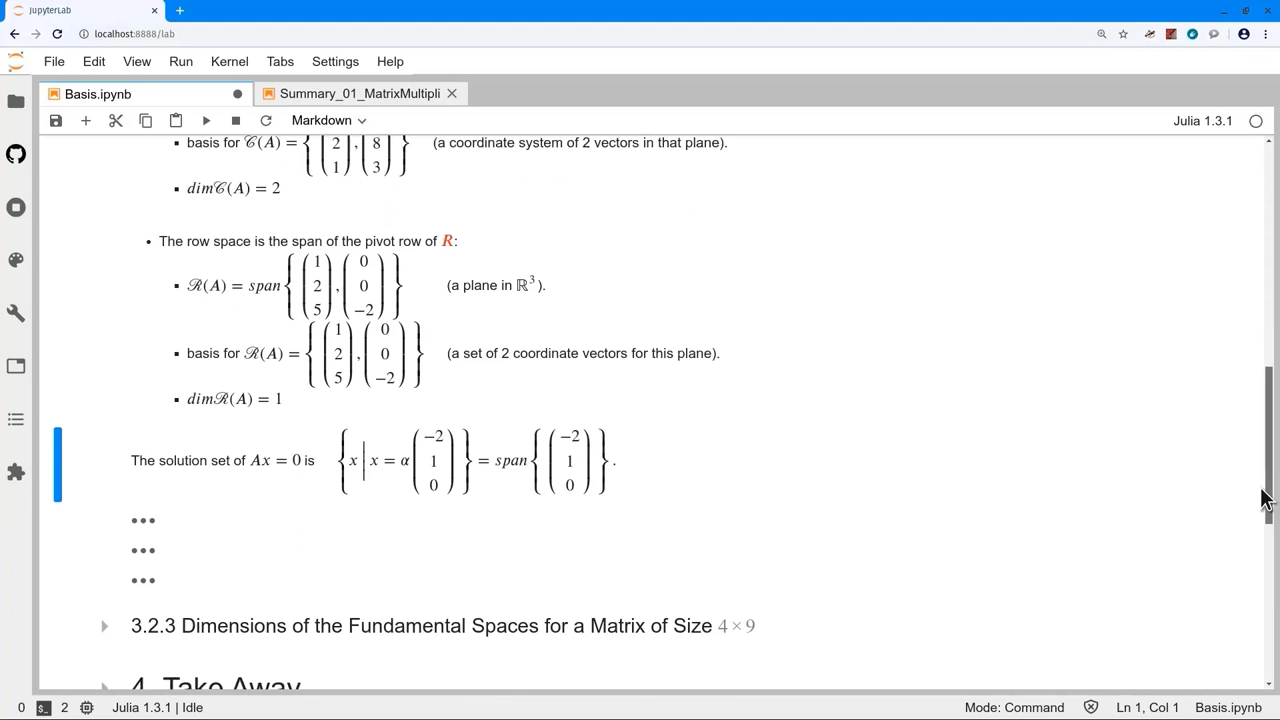 JupyterLab
localhost:8888/lab
File Edit View Run Kernel Tabs Settings Help
Basis.ipynb
Summary_01_MatrixMultipli
Markdown
Julia 1.3.1
basis for 𝒞(A) = { ( 2 1 ), ( 8 3 ) } (a coordinate system of 2 vectors in that plane).
dim𝒞(A) = 2
The row space is the span of the pivot row of R:
ℛ(A) = span { ( 1 2 5 ), ( 0 0 −2 ) } (a plane in ℝ³).
basis for ℛ(A) = { ( 1 2 5 ), ( 0 0 −2 ) } (a set of 2 coordinate vectors for this plane).
dimℛ(A) = 1
The solution set of Ax = 0 is { x | x = α ( −2 1 0 ) } = span { ( −2 1 0 ) } .
3.2.3 Dimensions of the Fundamental Spaces for a Matrix of Size 4 × 9
4. Take Away
0 2 Julia 1.3.1 | Idle Mode: Command Ln 1, Col 1 Basis.ipynb